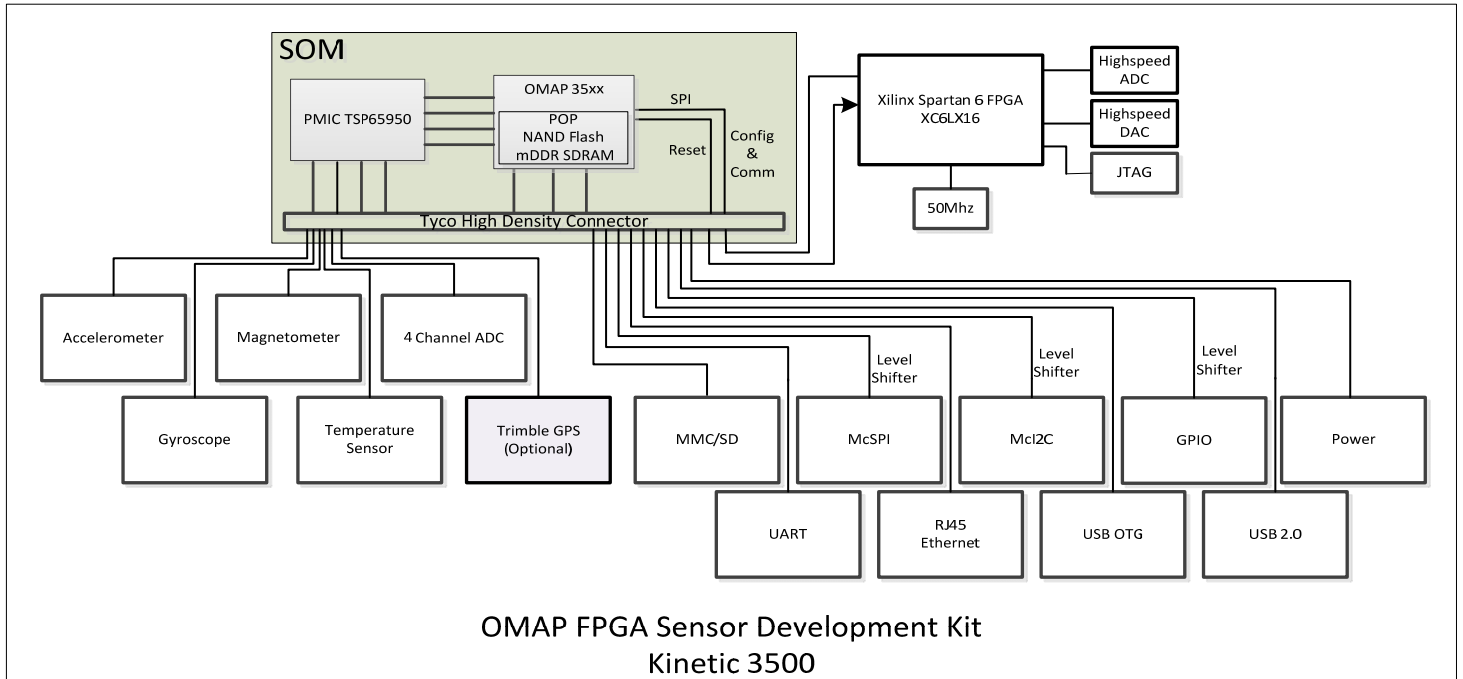 SOM
PMIC TSP65950
OMAP 35xx
POP
NAND Flash
mDDR SDRAM
SPI
Reset
Config
&
Comm
Tyco High Density Connector
Xilinx Spartan 6 FPGA
XC6LX16
Highspeed
ADC
Highspeed
DAC
JTAG
50Mhz
Accelerometer
Magnetometer
4 Channel ADC
Gyroscope
Temperature
Sensor
Trimble GPS
(Optional)
Level
Shifter
Level
Shifter
Level
Shifter
MMC/SD
McSPI
McI2C
GPIO
Power
UART
RJ45
Ethernet
USB OTG
USB 2.0
OMAP FPGA Sensor Development Kit
Kinetic 3500